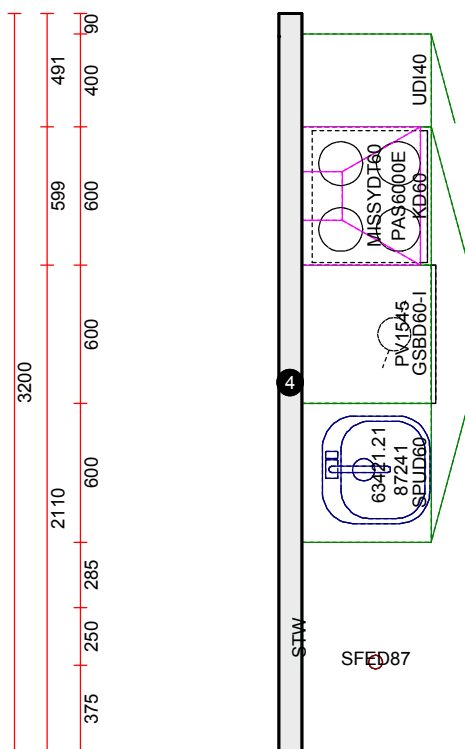 90
491
400
UDI40
599
600
MISSYDT60
PAS6000E
KD60
600
PV1545
GSBD60-I
3200
4
600
2110
63421.21
87241
SPUD60
285
250
STW
SFED87
375